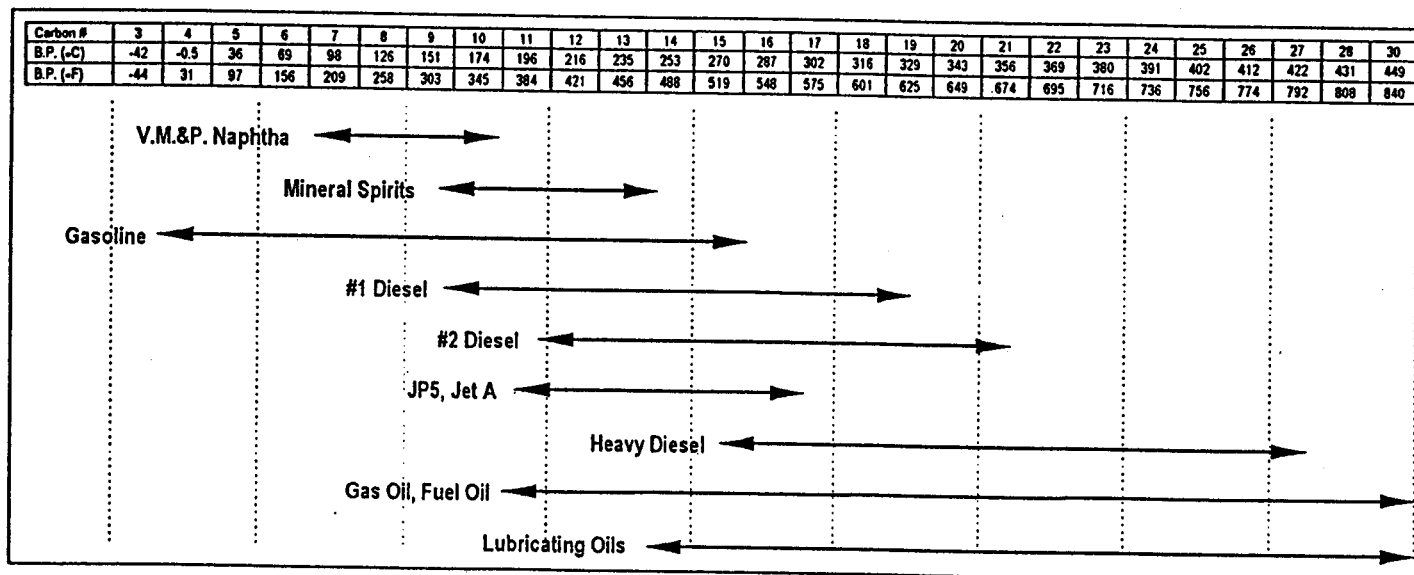 Carbon # 3 4 5 6 7 8 9 10 11 12 13 14 15 16 17 18 19 20 21 22 23 24 25 26 27 28 30
B.P. (°C) -42 -0.5 36 69 98 126 151 174 196 216 235 253 270 287 302 316 329 343 356 369 380 391 402 412 422 431 449
B.P. (°F) -44 31 97 156 209 258 303 345 384 421 456 488 519 548 575 601 625 649 674 695 716 736 756 774 792 808 840
V.M.&P. Naphtha
Mineral Spirits
Gasoline
#1 Diesel
#2 Diesel
JP5, Jet A
Heavy Diesel
Gas Oil, Fuel Oil
Lubricating Oils